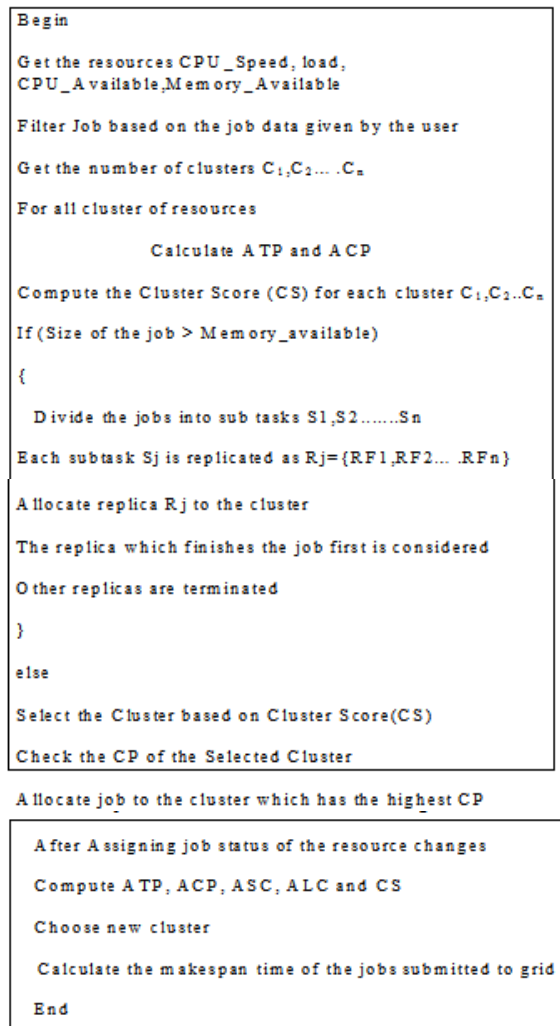 Begin
Get the resources CPU_Speed, load,
CPU_Available,Memory_Available
Filter Job based on the job data given by the user
Get the number of clusters C₁,C₂... .Cₙ
For all cluster of resources
Calculate ATP and ACP
Compute the Cluster Score (CS) for each cluster C₁,C₂..Cₙ
If (Size of the job > Memory_available)
{
Divide the jobs into sub tasks S1,S2.......Sn
Each subtask Sj is replicated as Rj={RF1,RF2... .RFn}
Allocate replica Rj to the cluster
The replica which finishes the job first is considered
Other replicas are terminated
}
else
Select the Cluster based on Cluster Score(CS)
Check the CP of the Selected Cluster
Allocate job to the cluster which has the highest CP
After Assigning job status of the resource changes
Compute ATP, ACP, ASC, ALC and CS
Choose new cluster
Calculate the makespan time of the jobs submitted to grid
End